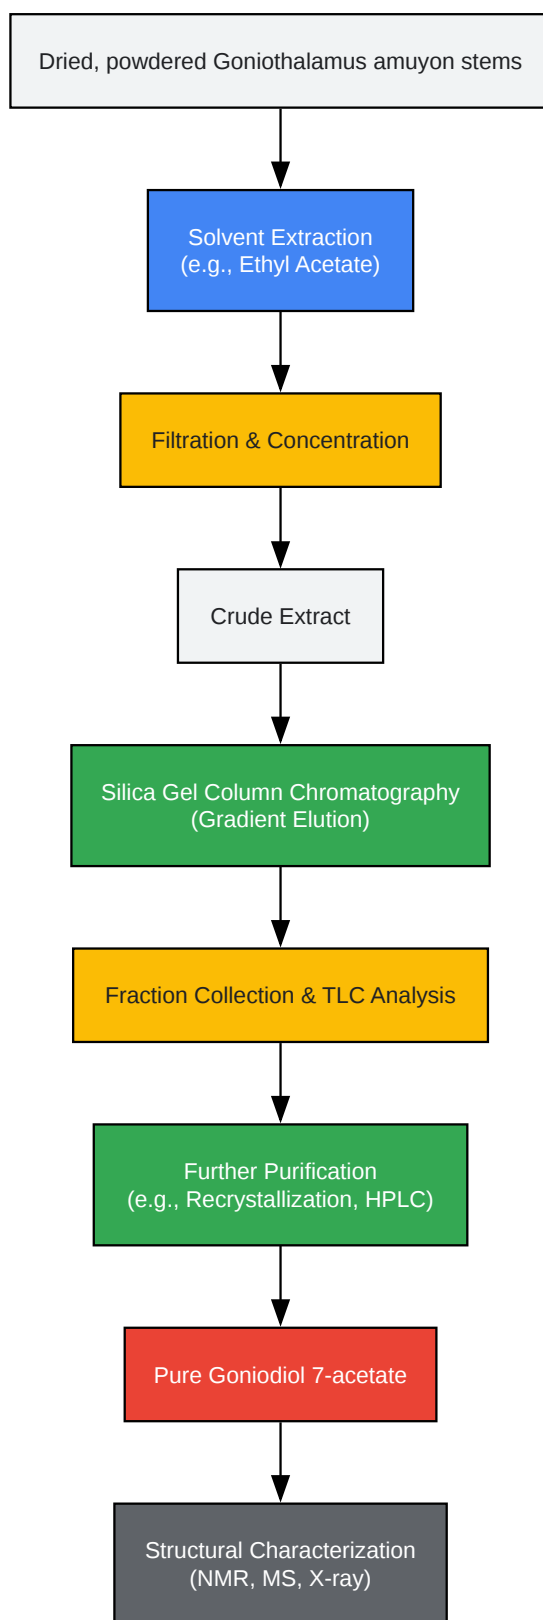 Dried, powdered Goniothalamus amuyon stems
Solvent Extraction
(e.g., Ethyl Acetate)
Filtration & Concentration
Crude Extract
Silica Gel Column Chromatography
(Gradient Elution)
Fraction Collection & TLC Analysis
Further Purification
(e.g., Recrystallization, HPLC)
Pure Goniodiol 7-acetate
Structural Characterization
(NMR, MS, X-ray)